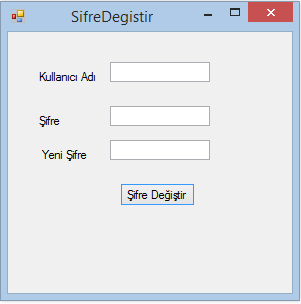 SifreDegistir
Kullanıcı Adı
Şifre
Yeni Şifre
Şifre Değiştir